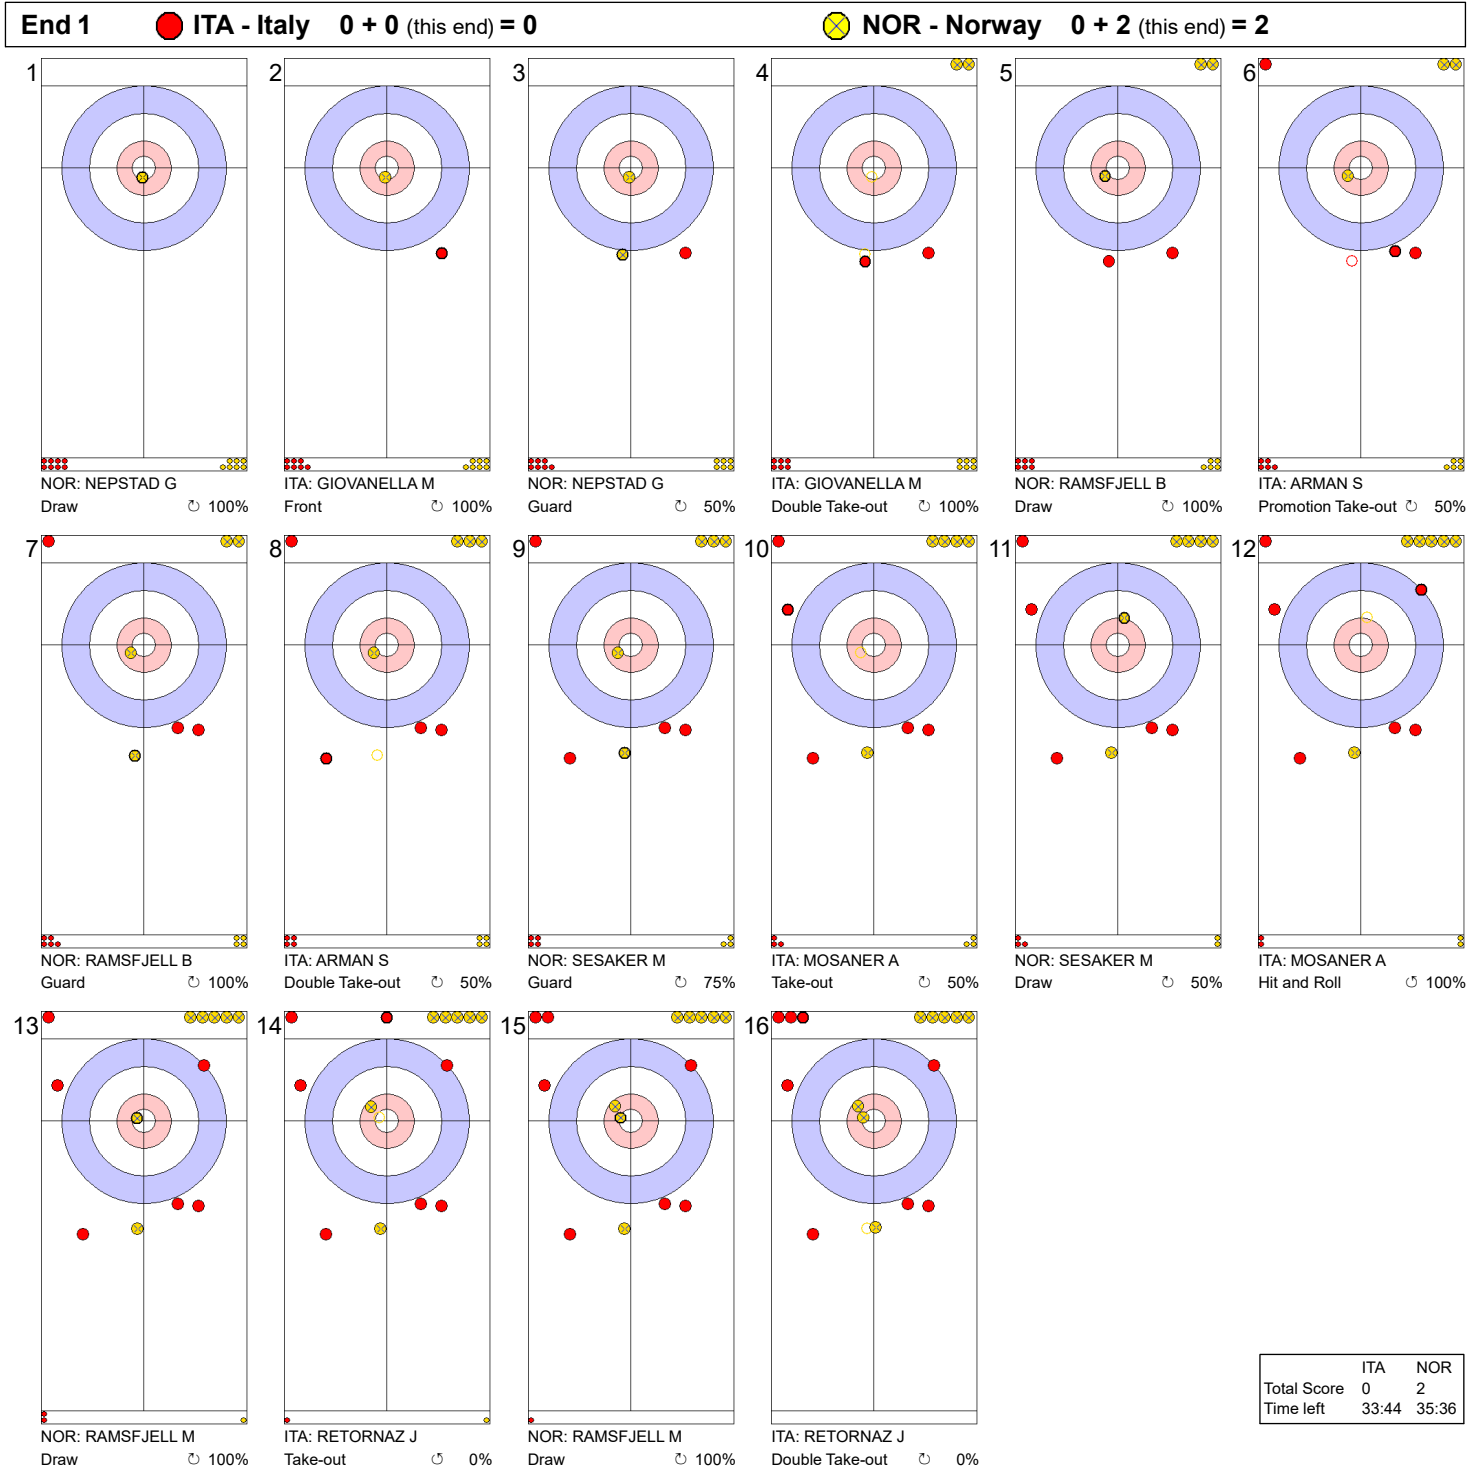 End 1 ITA - Italy 0 + 0 (this end) = 0 NOR - Norway 0 + 2 (this end) = 2
1 2 3 4 5 6
NOR: NEPSTAD G ITA: GIOVANELLA M NOR: NEPSTAD G ITA: GIOVANELLA M NOR: RAMSFJELL B ITA: ARMAN S
Draw ↻ 100% Front ↻ 100% Guard ↻ 50% Double Take-out ↻ 100% Draw ↻ 100% Promotion Take-out ↻ 50%
7 8 9 10 11 12
NOR: RAMSFJELL B ITA: ARMAN S NOR: SESAKER M ITA: MOSANER A NOR: SESAKER M ITA: MOSANER A
Guard ↻ 100% Double Take-out ↺ 50% Guard ↻ 75% Take-out ↻ 50% Draw ↻ 50% Hit and Roll ↺ 100%
13 14 15 16
NOR: RAMSFJELL M ITA: RETORNAZ J NOR: RAMSFJELL M ITA: RETORNAZ J
Draw ↻ 100% Take-out ↺ 0% Draw ↻ 100% Double Take-out ↻ 0%
ITA NOR
Total Score 0 2
Time left 33:44 35:36